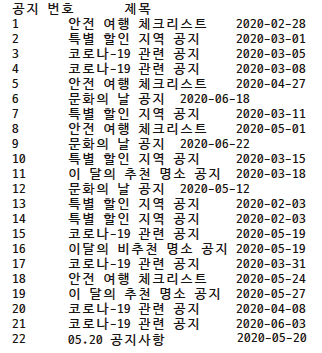 공지 번호 제목
1 안전 여행 체크리스트 2020-02-28
2 특별 할인 지역 공지 2020-03-01
3 코로나-19 관련 공지 2020-03-05
4 코로나-19 관련 공지 2020-03-08
5 안전 여행 체크리스트 2020-04-27
6 문화의 날 공지 2020-06-18
7 특별 할인 지역 공지 2020-03-11
8 안전 여행 체크리스트 2020-05-01
9 문화의 날 공지 2020-06-22
10 특별 할인 지역 공지 2020-03-15
11 이 달의 추천 명소 공지 2020-03-18
12 문화의 날 공지 2020-05-12
13 특별 할인 지역 공지 2020-02-03
14 특별 할인 지역 공지 2020-02-03
15 코로나-19 관련 공지 2020-05-19
16 이달의 비추천 명소 공지 2020-05-19
17 코로나-19 관련 공지 2020-03-31
18 안전 여행 체크리스트 2020-05-24
19 이 달의 추천 명소 공지 2020-05-27
20 코로나-19 관련 공지 2020-04-08
21 코로나-19 관련 공지 2020-06-03
22 05.20 공지사항 2020-05-20